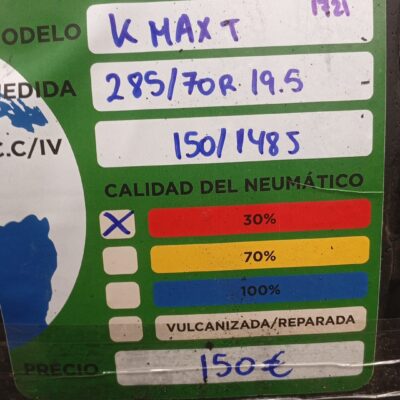 1721
ODELO K MAX T
EDIDA 285/70R 19.5
C.C/IV 150/148J
CALIDAD DEL NEUMÁTICO
X 30%
70%
100%
VULCANIZADA/REPARADA
PRECIO 150€